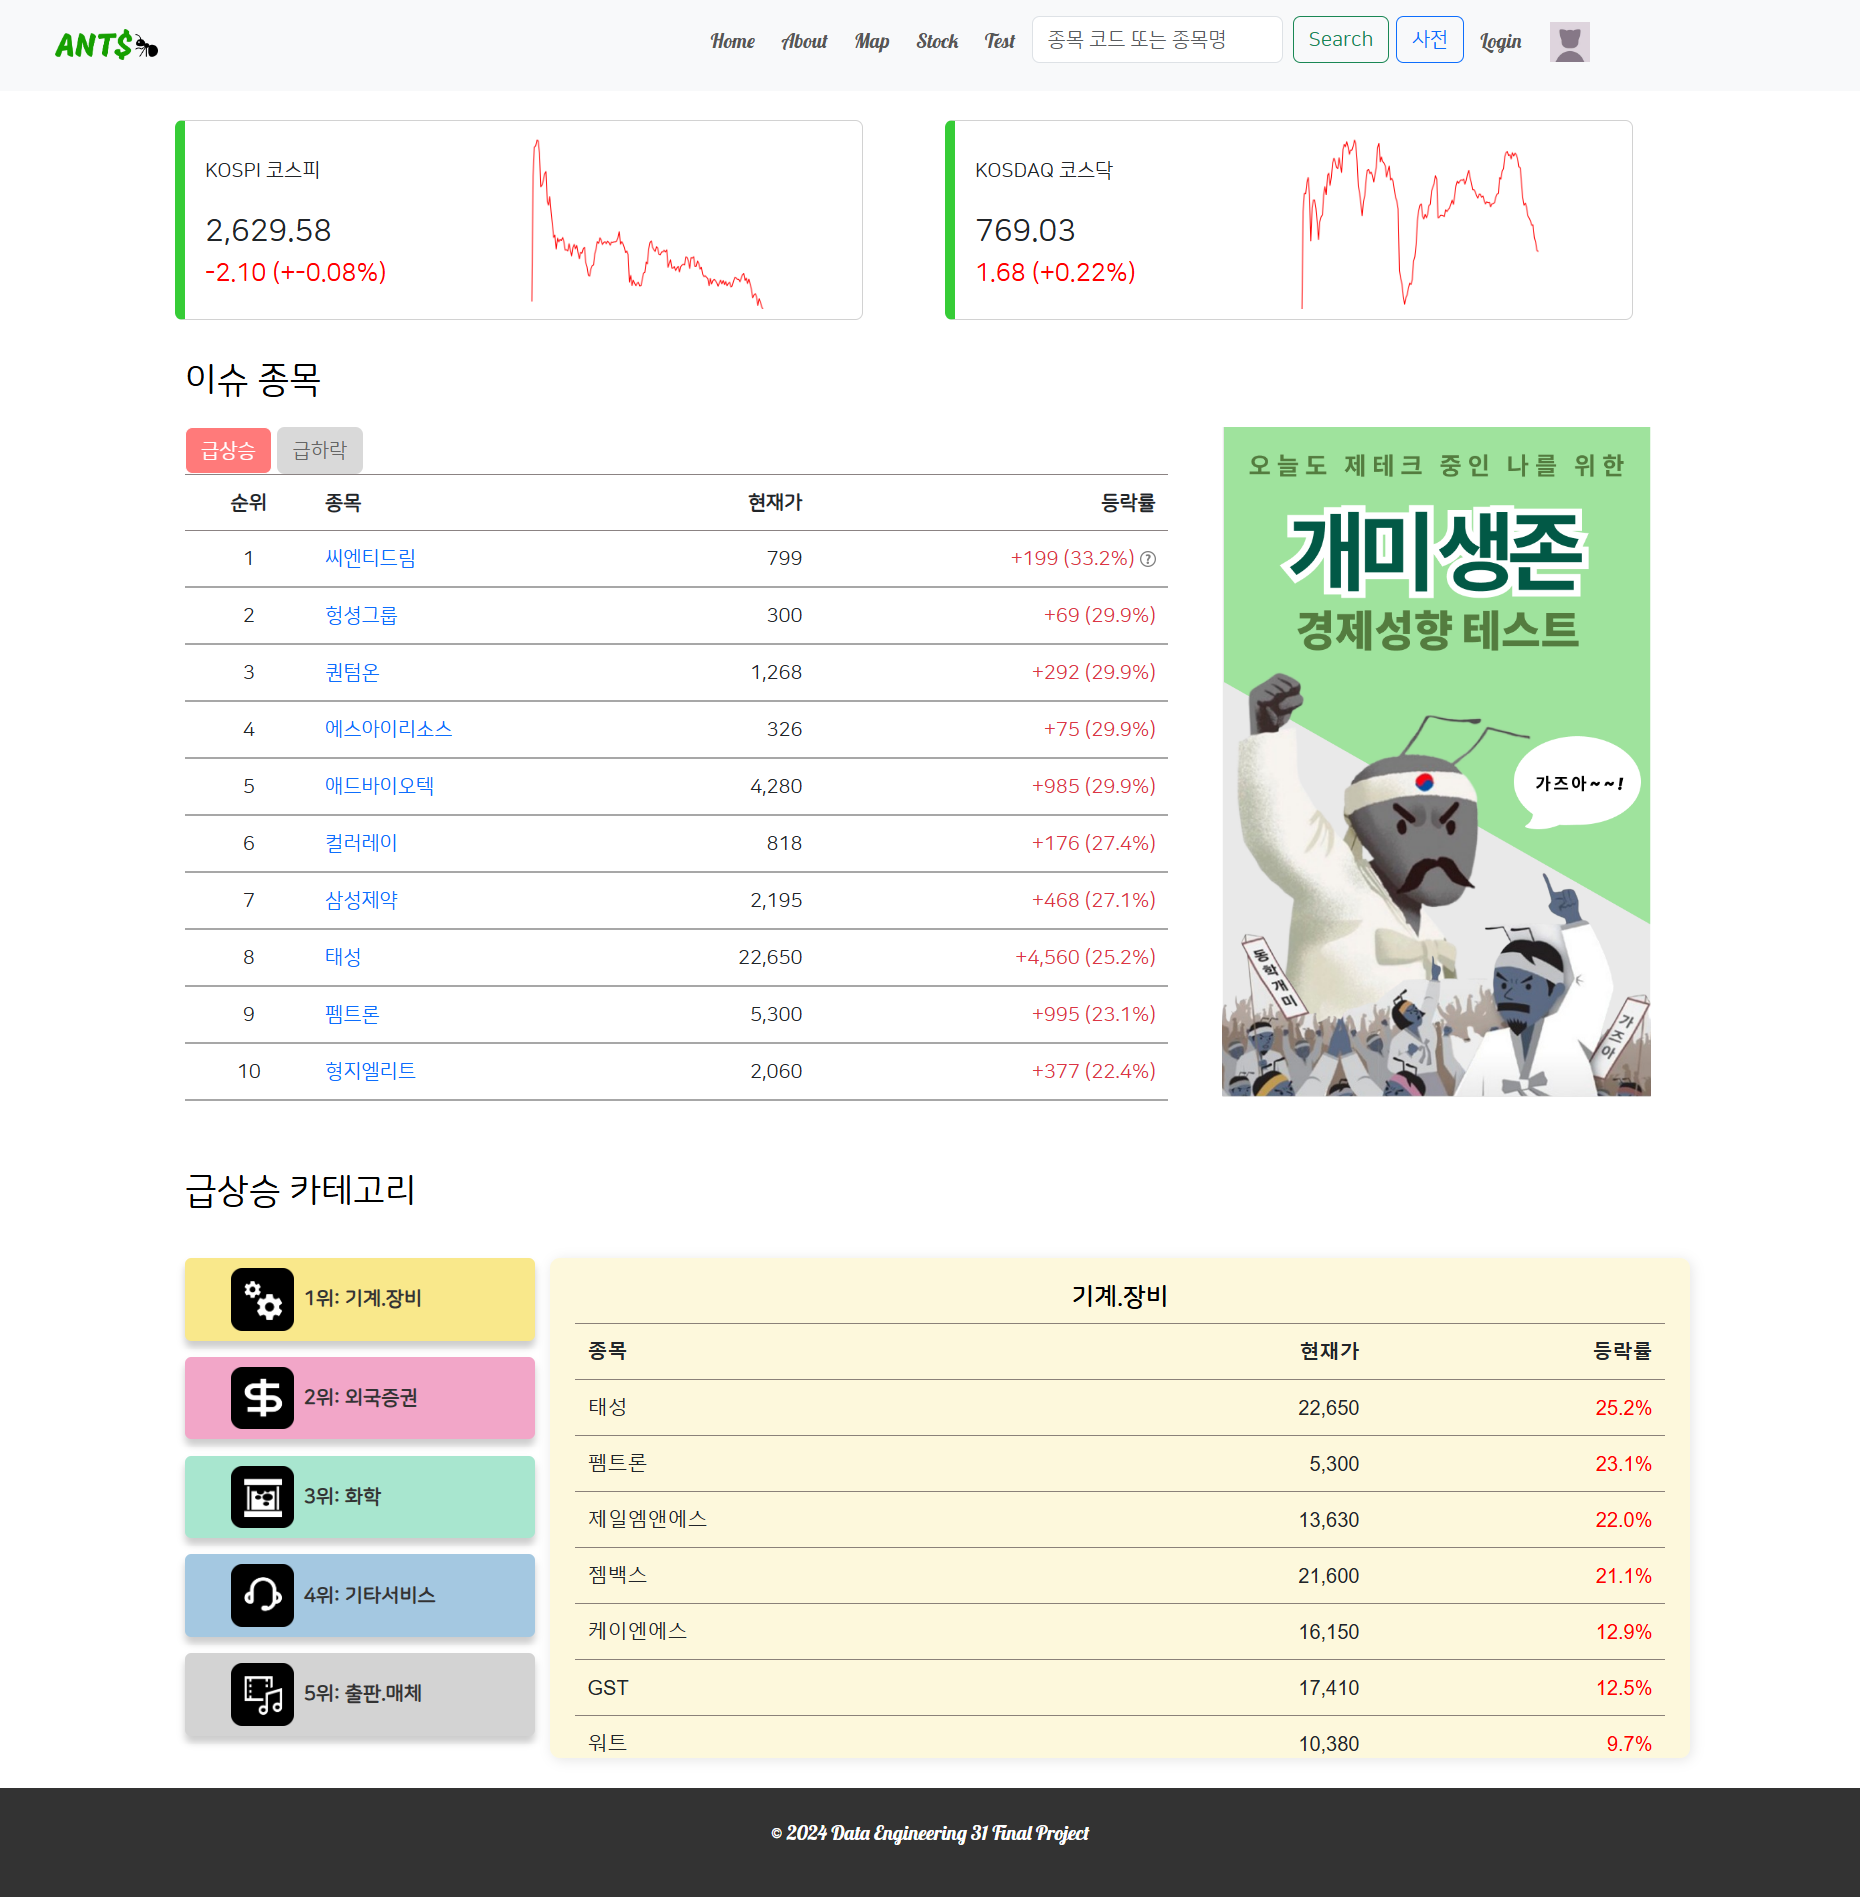 ANT$
Home About Map Stock Test 종목 코드 또는 종목명 Search 사전 Login
KOSPI 코스피
2,629.58
-2.10 (+-0.08%)
KOSDAQ 코스닥
769.03
1.68 (+0.22%)
이슈 종목
급상승 급하락
순위 종목 현재가 등락률
1 씨엔티드림 799 +199 (33.2%) ?
2 헝셩그룹 300 +69 (29.9%)
3 퀀텀온 1,268 +292 (29.9%)
4 에스아이리소스 326 +75 (29.9%)
5 애드바이오텍 4,280 +985 (29.9%)
6 컬러레이 818 +176 (27.4%)
7 삼성제약 2,195 +468 (27.1%)
8 태성 22,650 +4,560 (25.2%)
9 펨트론 5,300 +995 (23.1%)
10 형지엘리트 2,060 +377 (22.4%)
오늘도 제테크 중인 나를 위한
개미 생존
경제성향 테스트
가즈아~~!
동학개미
가즈아
급상승 카테고리
1위: 기계.장비
2위: 외국증권
3위: 화학
4위: 기타서비스
5위: 출판.매체
기계.장비
종목 현재가 등락률
태성 22,650 25.2%
펨트론 5,300 23.1%
제일엠앤에스 13,630 22.0%
젬백스 21,600 21.1%
케이엔에스 16,150 12.9%
GST 17,410 12.5%
워트 10,380 9.7%
© 2024 Data Engineering 31 Final Project